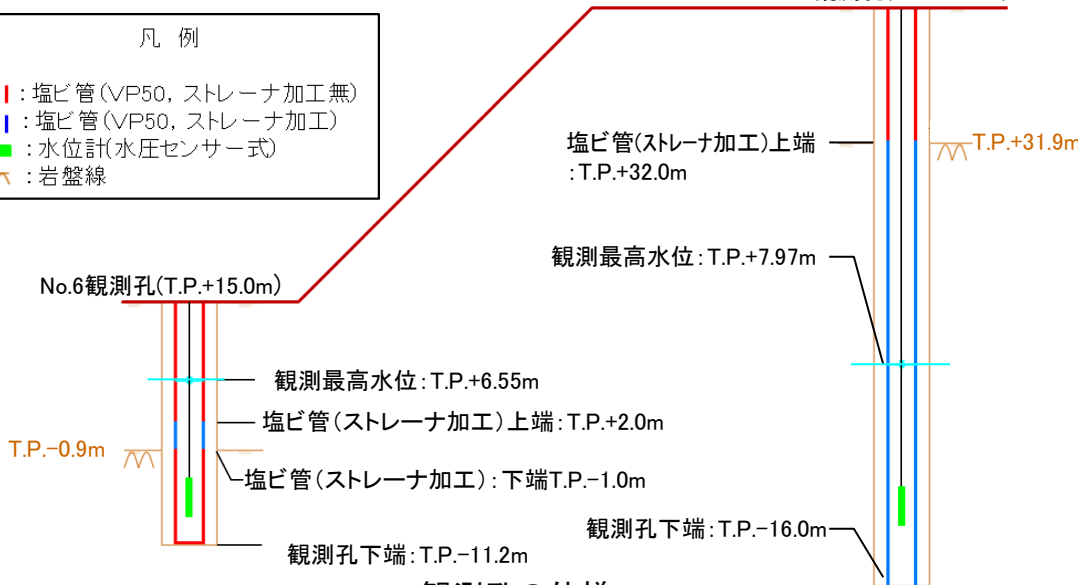 凡 例
：塩ビ管(VP50, ストレーナ加工無)
：塩ビ管(VP50, ストレーナ加工)
：水位計(水圧センサー式)
：岩盤線
塩ビ管(ストレーナ加工)上端
：T.P.+32.0m
T.P.+31.9m
観測最高水位：T.P.+7.97m
No.6観測孔(T.P.+15.0m)
観測最高水位：T.P.+6.55m
塩ビ管(ストレーナ加工)上端：T.P.+2.0m
T.P.−0.9m
塩ビ管(ストレーナ加工)：下端T.P.−1.0m
観測孔下端：T.P.−16.0m
観測孔下端：T.P.−11.2m